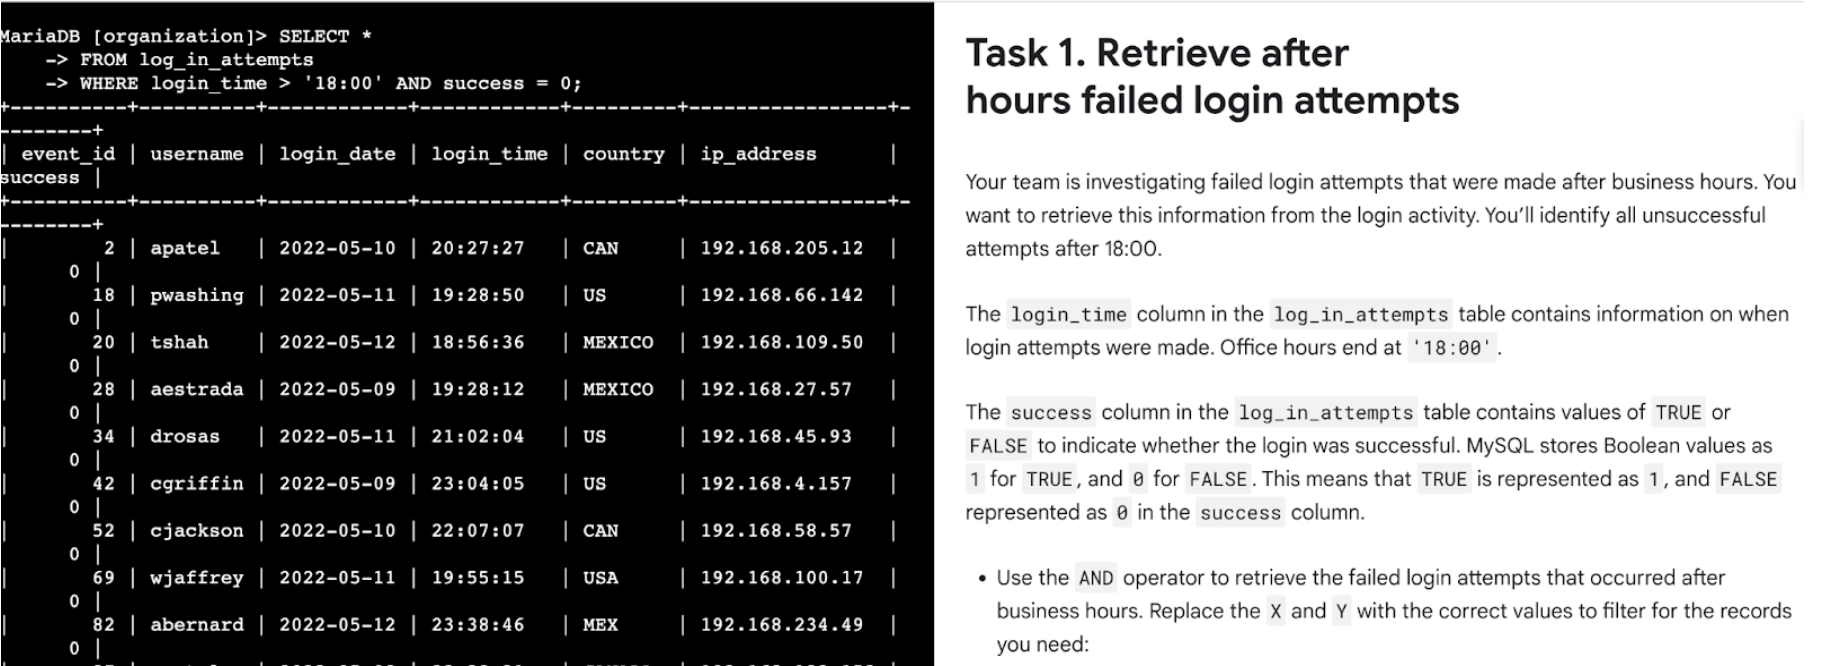 MariaDB [organization]> SELECT *
-> FROM log_in_attempts
-> WHERE login_time > '18:00' AND success = 0;
+----------+----------+------------+------------+---------+-----------------+-
--------+
| event_id | username | login_date | login_time | country | ip_address      |
success |
+----------+----------+------------+------------+---------+-----------------+-
--------+
|        2 | apatel   | 2022-05-10 | 20:27:27   | CAN     | 192.168.205.12  |
      0 |
|       18 | pwashing | 2022-05-11 | 19:28:50   | US      | 192.168.66.142  |
      0 |
|       20 | tshah    | 2022-05-12 | 18:56:36   | MEXICO  | 192.168.109.50  |
      0 |
|       28 | aestrada | 2022-05-09 | 19:28:12   | MEXICO  | 192.168.27.57   |
      0 |
|       34 | drosas   | 2022-05-11 | 21:02:04   | US      | 192.168.45.93   |
      0 |
|       42 | cgriffin | 2022-05-09 | 23:04:05   | US      | 192.168.4.157   |
      0 |
|       52 | cjackson | 2022-05-10 | 22:07:07   | CAN     | 192.168.58.57   |
      0 |
|       69 | wjaffrey | 2022-05-11 | 19:55:15   | USA     | 192.168.100.17  |
      0 |
|       82 | abernard | 2022-05-12 | 23:38:46   | MEX     | 192.168.234.49  |
      0 |
Task 1. Retrieve after
hours failed login attempts
Your team is investigating failed login attempts that were made after business hours. You
want to retrieve this information from the login activity. You'll identify all unsuccessful
attempts after 18:00.
The login_time column in the log_in_attempts table contains information on when
login attempts were made. Office hours end at '18:00'.
The success column in the log_in_attempts table contains values of TRUE or
FALSE to indicate whether the login was successful. MySQL stores Boolean values as
1 for TRUE, and 0 for FALSE. This means that TRUE is represented as 1, and FALSE
represented as 0 in the success column.
• Use the AND operator to retrieve the failed login attempts that occurred after
business hours. Replace the X and Y with the correct values to filter for the records
you need: